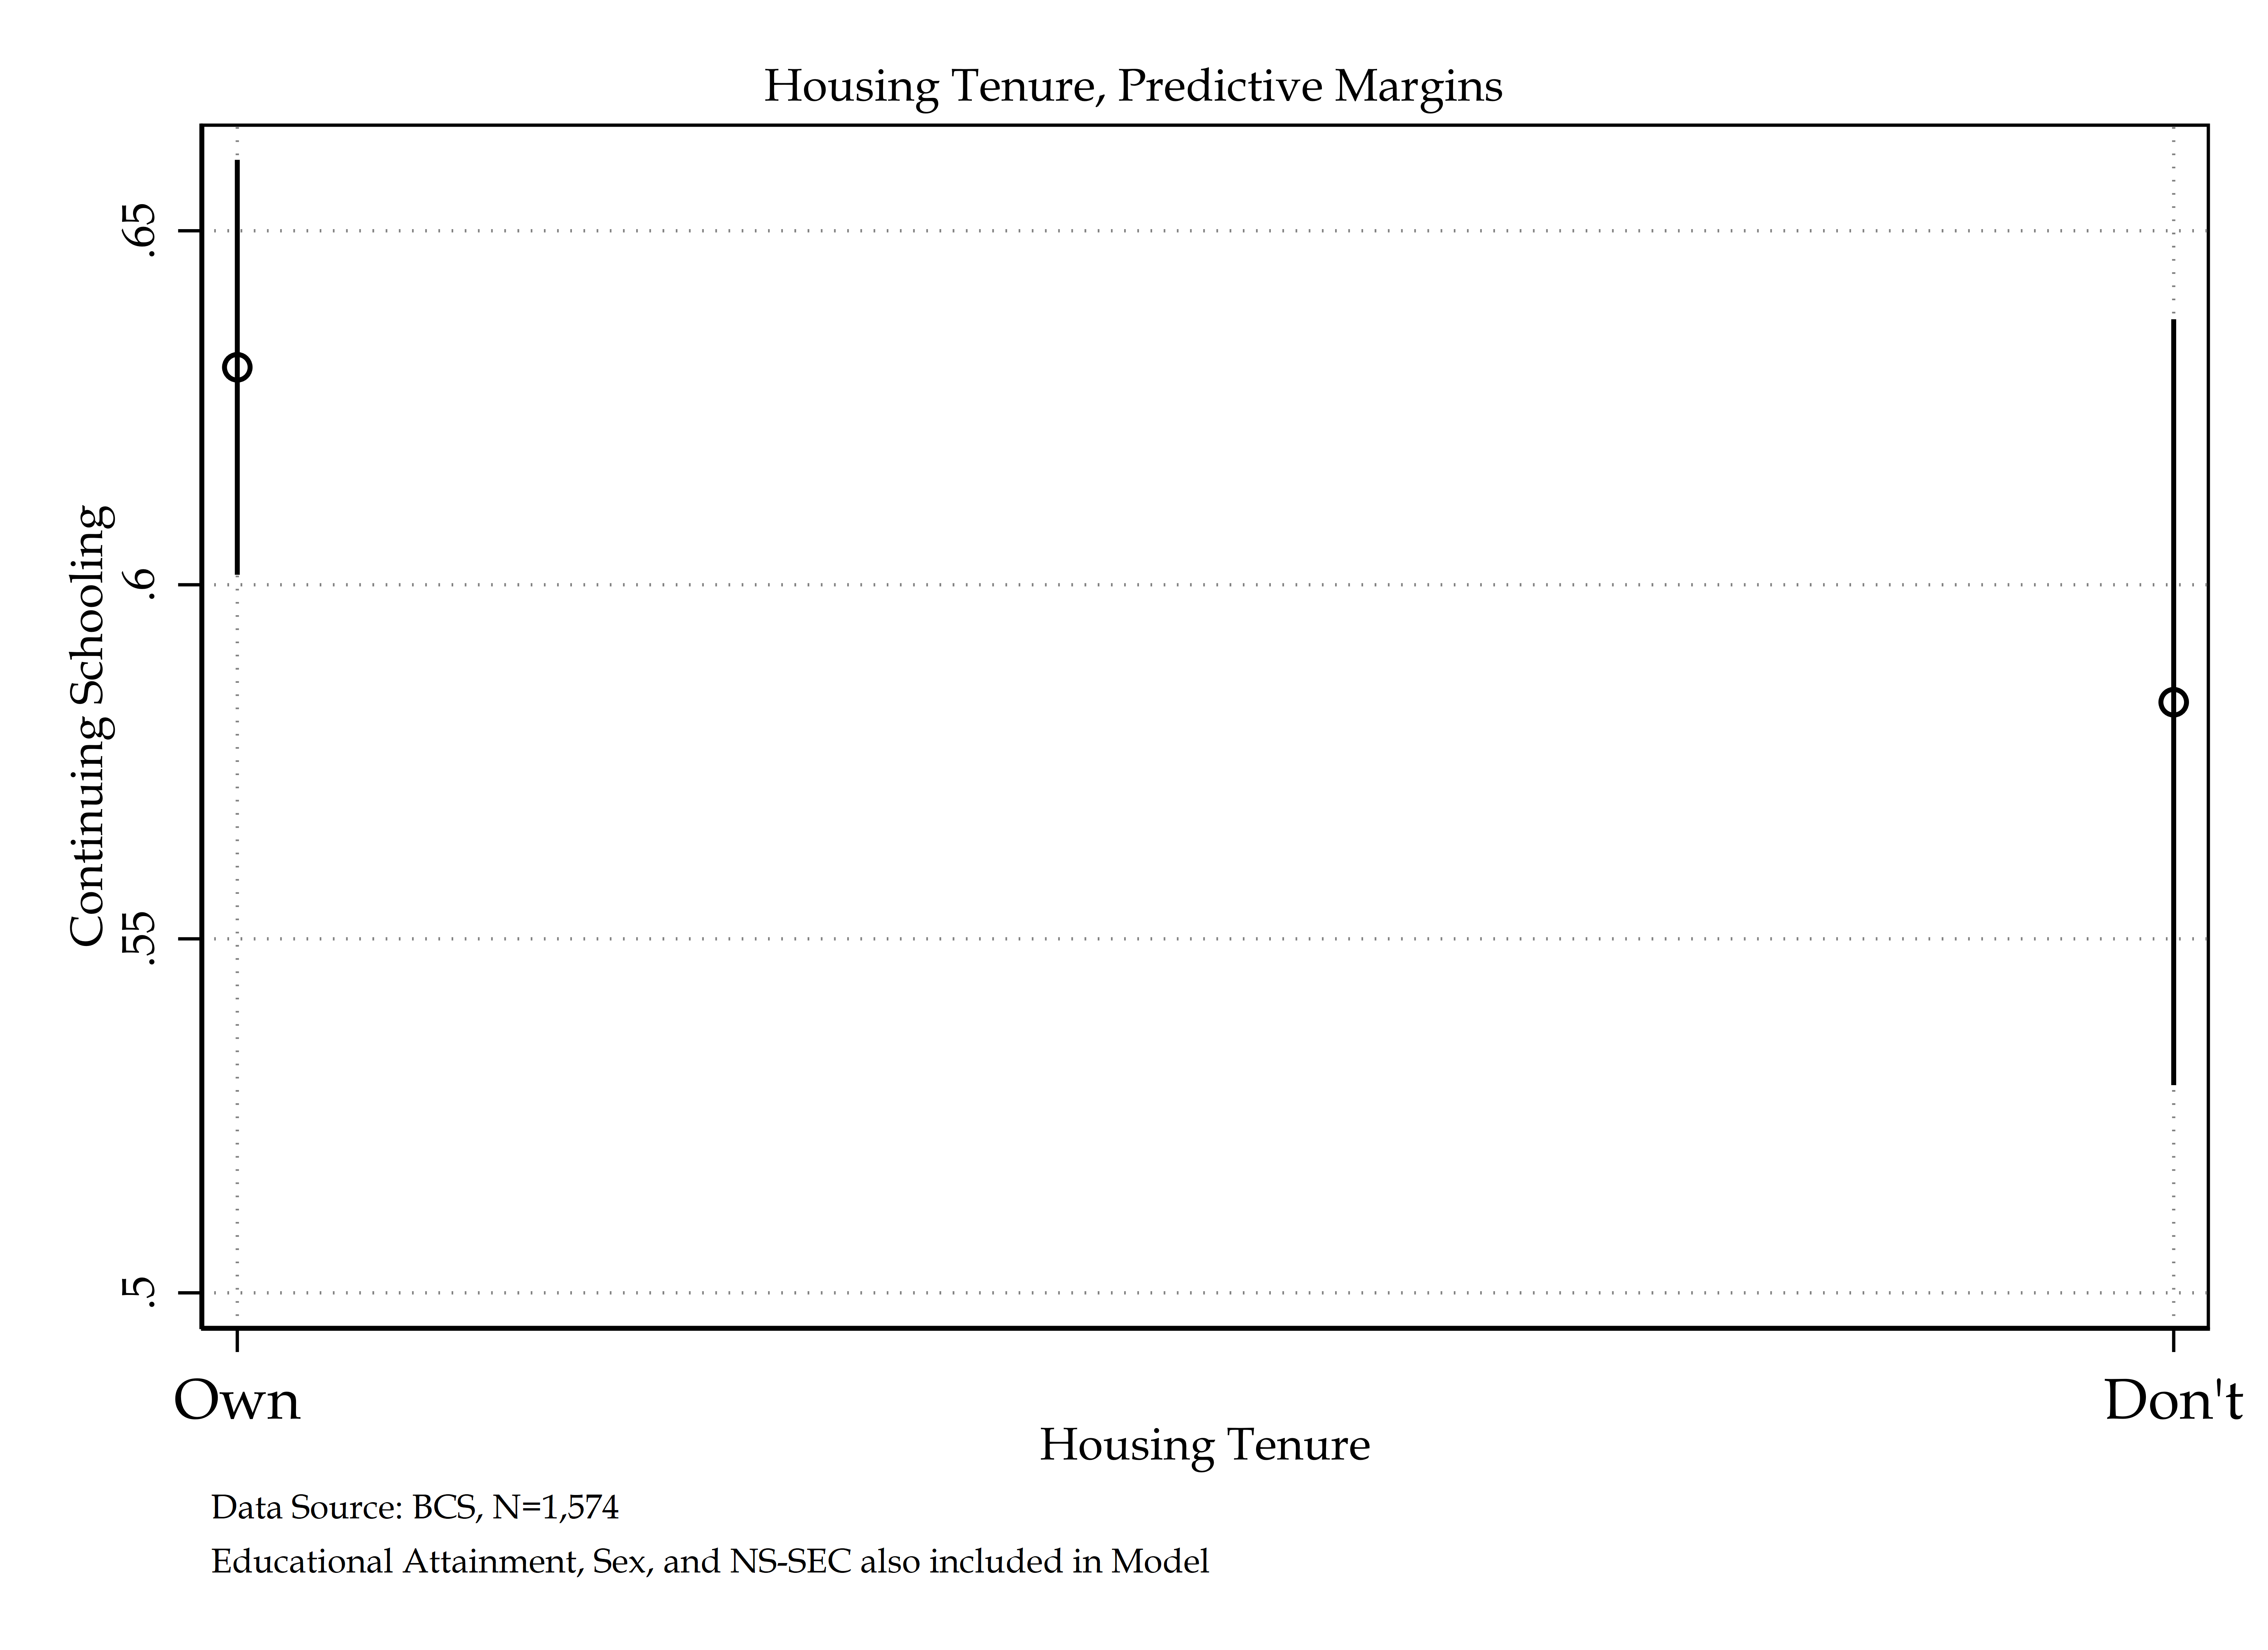 Housing Tenure, Predictive Margins
Continuing Schooling
.65
.6
.55
.5
Own
Don't
Housing Tenure
Data Source: BCS, N=1,574
Educational Attainment, Sex, and NS-SEC also included in Model